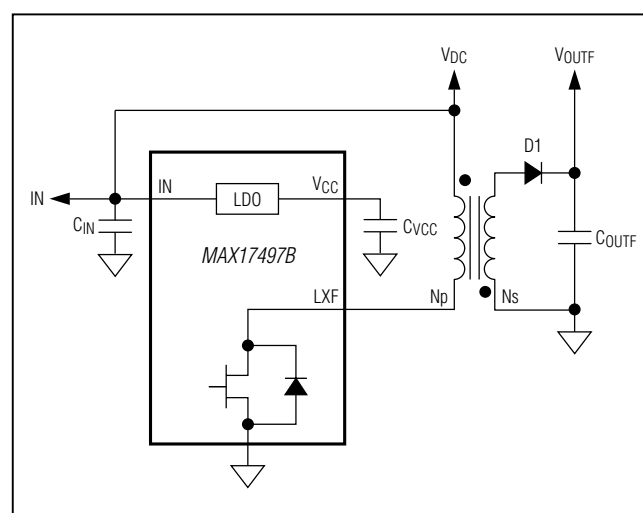 VDC
VOUTF
D1
IN
IN
LDO
VCC
CIN
CVCC
COUTF
MAX17497B
LXF
Np
Ns